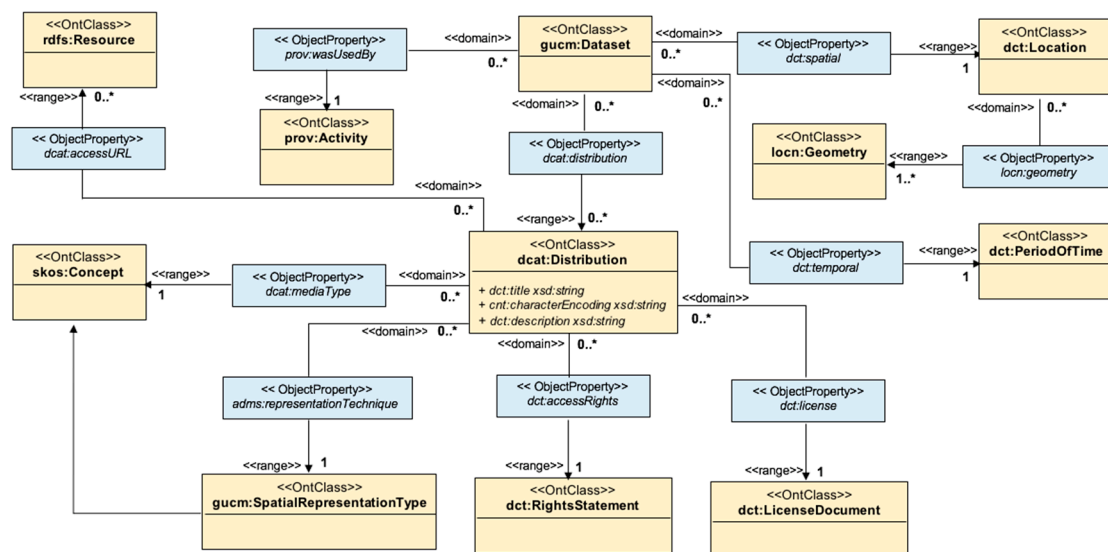 <<OntClass>>
rdfs:Resource
<<range>>
0..*
<< ObjectProperty>>
dcat:accessURL
<<domain>>
0..*
<< ObjectProperty>>
prov:wasUsedBy
<<domain>>
0..*
<<range>>
1
<<OntClass>>
prov:Activity
<<OntClass>>
gucm:Dataset
0..*
<<domain>>
<< ObjectProperty>>
dct:spatial
<<range>>
1
<<OntClass>>
dct:Location
<<domain>>
0..*
<<domain>>
0..*
<< ObjectProperty>>
dcat:distribution
<<range>>
0..*
<<domain>>
0..*
<< ObjectProperty>>
locn:geometry
<<range>>
1..*
<<OntClass>>
locn:Geometry
<< ObjectProperty>>
dct:temporal
<<range>>
1
<<OntClass>>
dct:PeriodOfTime
<<OntClass>>
dcat:Distribution
+ dct:title xsd:string
+ cnt:characterEncoding xsd:string
+ dct:description xsd:string
<<OntClass>>
skos:Concept
<<range>>
1
<< ObjectProperty>>
dcat:mediaType
<<domain>>
0..*
<<domain>>
0..*
<< ObjectProperty>>
adms:representationTechnique
<<range>>
1
<<OntClass>>
gucm:SpatialRepresentationType
<<domain>>
0..*
<< ObjectProperty>>
dct:accessRights
<<range>>
1
<<OntClass>>
dct:RightsStatement
<<domain>>
0..*
<< ObjectProperty>>
dct:license
<<range>>
1
<<OntClass>>
dct:LicenseDocument